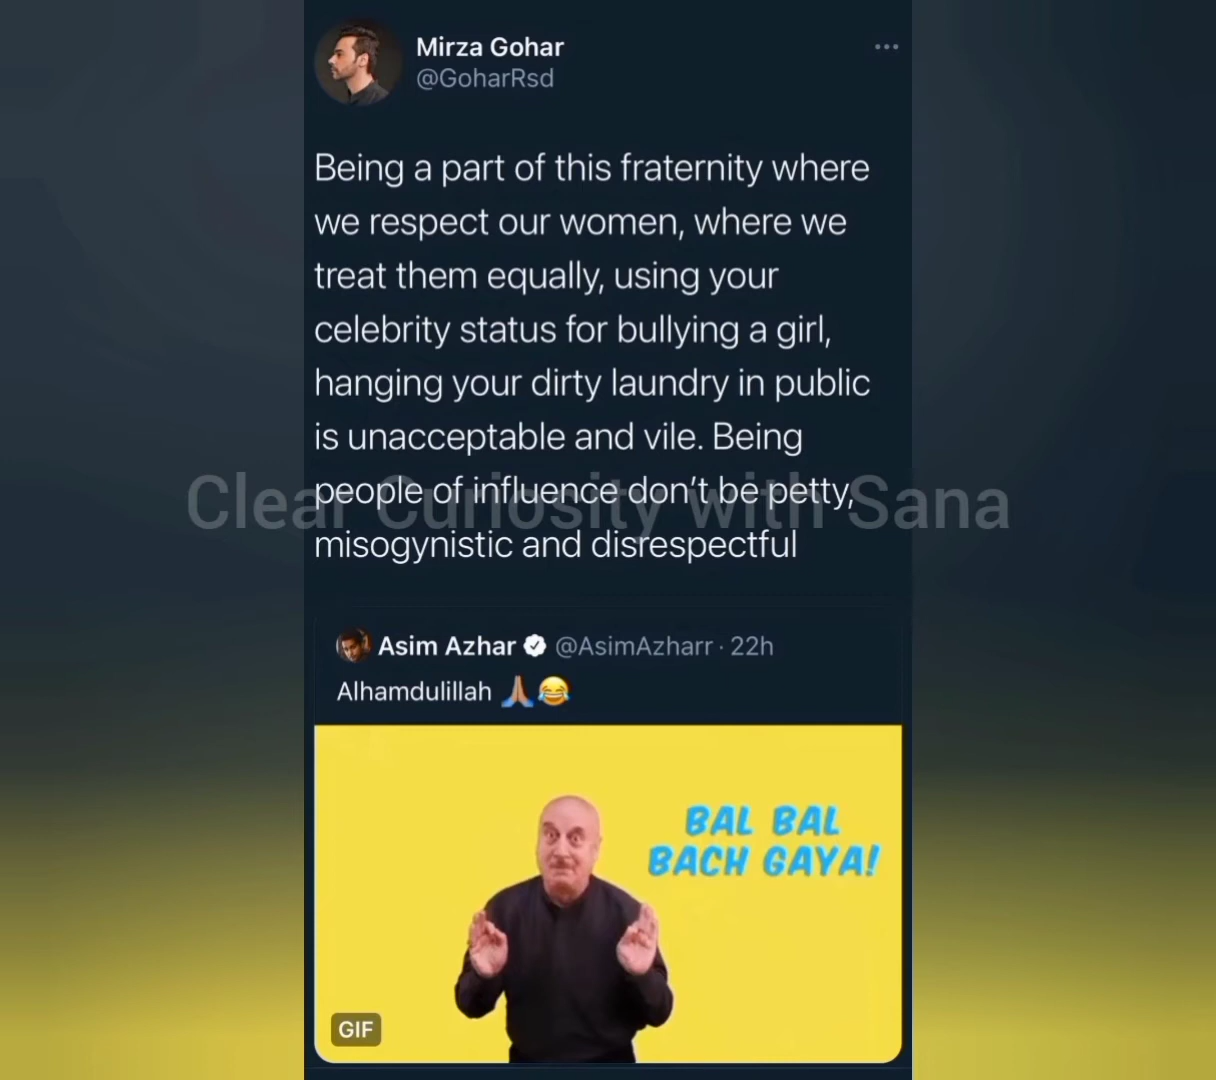 Mirza Gohar
@GoharRsd
Being a part of this fraternity where
we respect our women, where we
treat them equally, using your
celebrity status for bullying a girl,
hanging your dirty laundry in public
is unacceptable and vile. Being
people of influence don't be petty,
Clear Curiosity with Sana
misogynistic and disrespectful
Asim Azhar @AsimAzharr · 22h
Alhamdulillah 🙏🏽😂
BAL BAL
BACH GAYA!
GIF